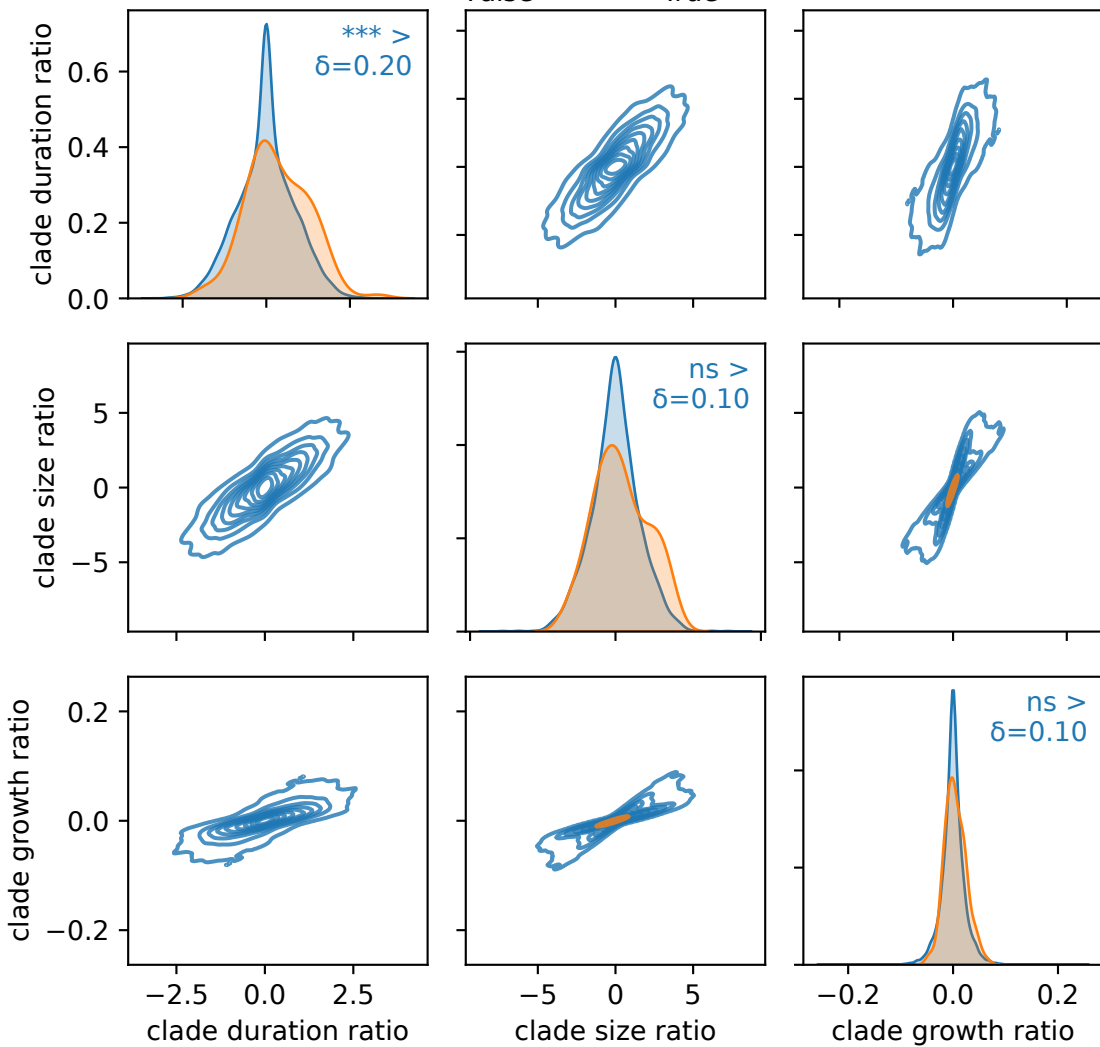 False True
clade duration ratio
0.6
0.4
0.2
0.0
*** >
δ=0.20
−2.5 0.0 2.5
−5 0 5
−0.2 0.0 0.2
clade size ratio
5
0
−5
ns >
δ=0.10
clade growth ratio
0.2
0.0
−0.2
ns >
δ=0.10
clade duration ratio
clade size ratio
clade growth ratio